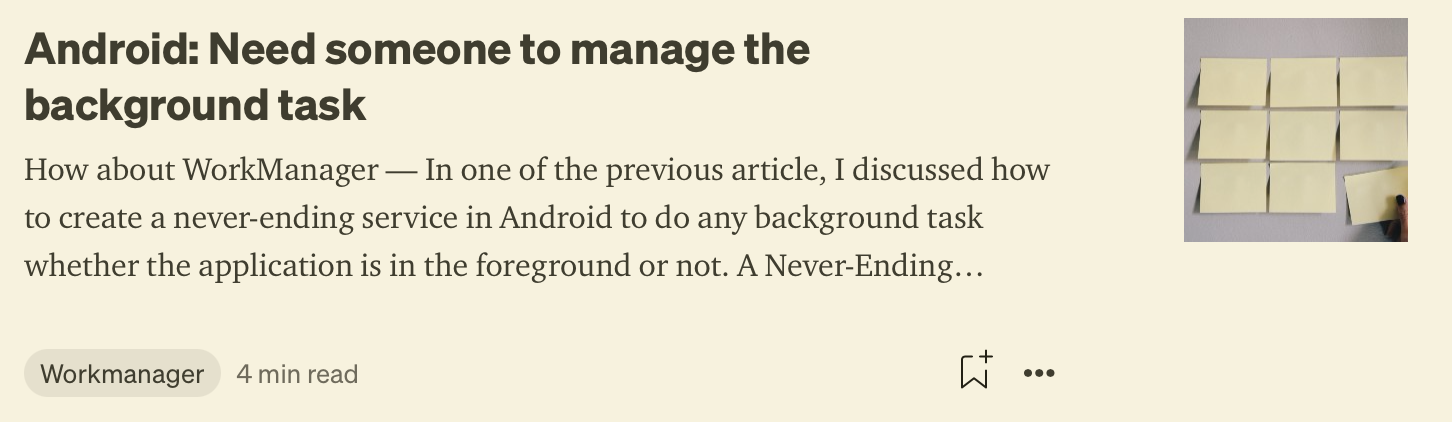 Android: Need someone to manage the
background task
How about WorkManager — In one of the previous article, I discussed how
to create a never-ending service in Android to do any background task
whether the application is in the foreground or not. A Never-Ending…
Workmanager 4 min read